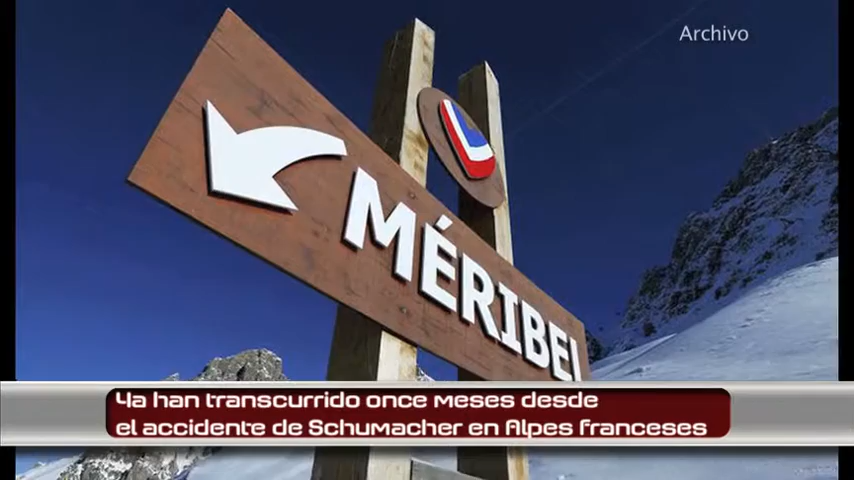 Archivo
MÉRIBEL
Ya han transcurrido once meses desde
el accidente de Schumacher en Alpes franceses